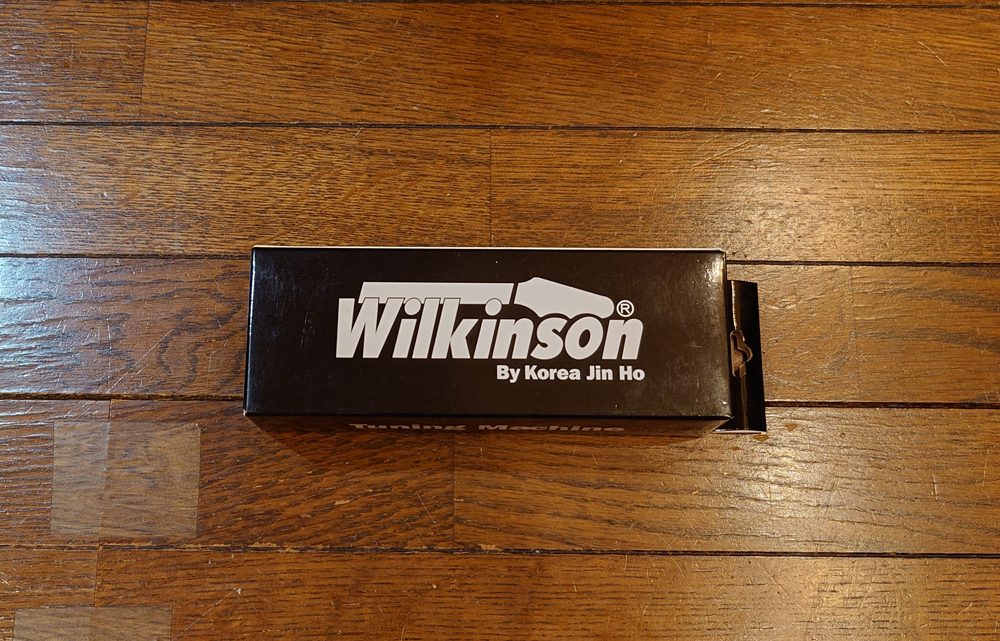 Wilkinson®
By Korea Jin Ho
Tuning Machine